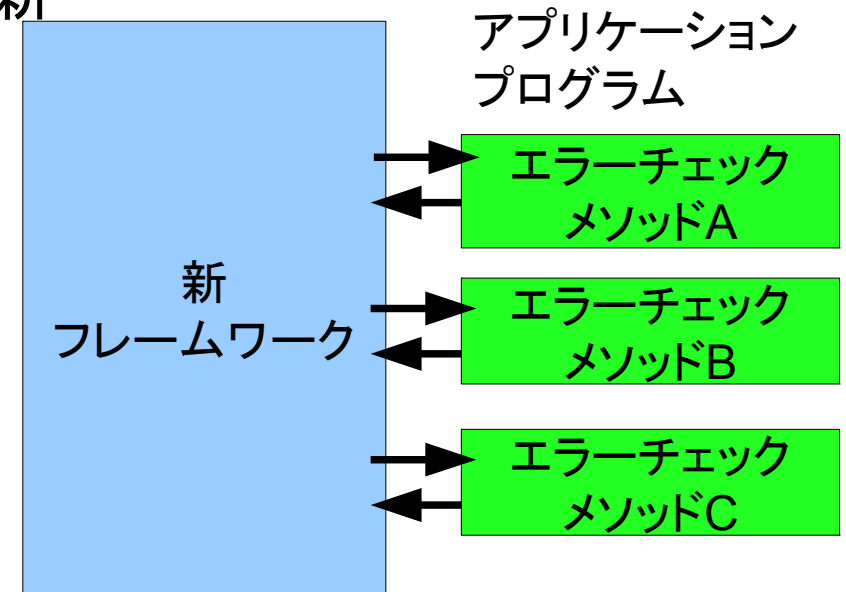 新
アプリケーション
プログラム
エラーチェック
メソッドA
新
フレームワーク
エラーチェック
メソッドB
エラーチェック
メソッドC